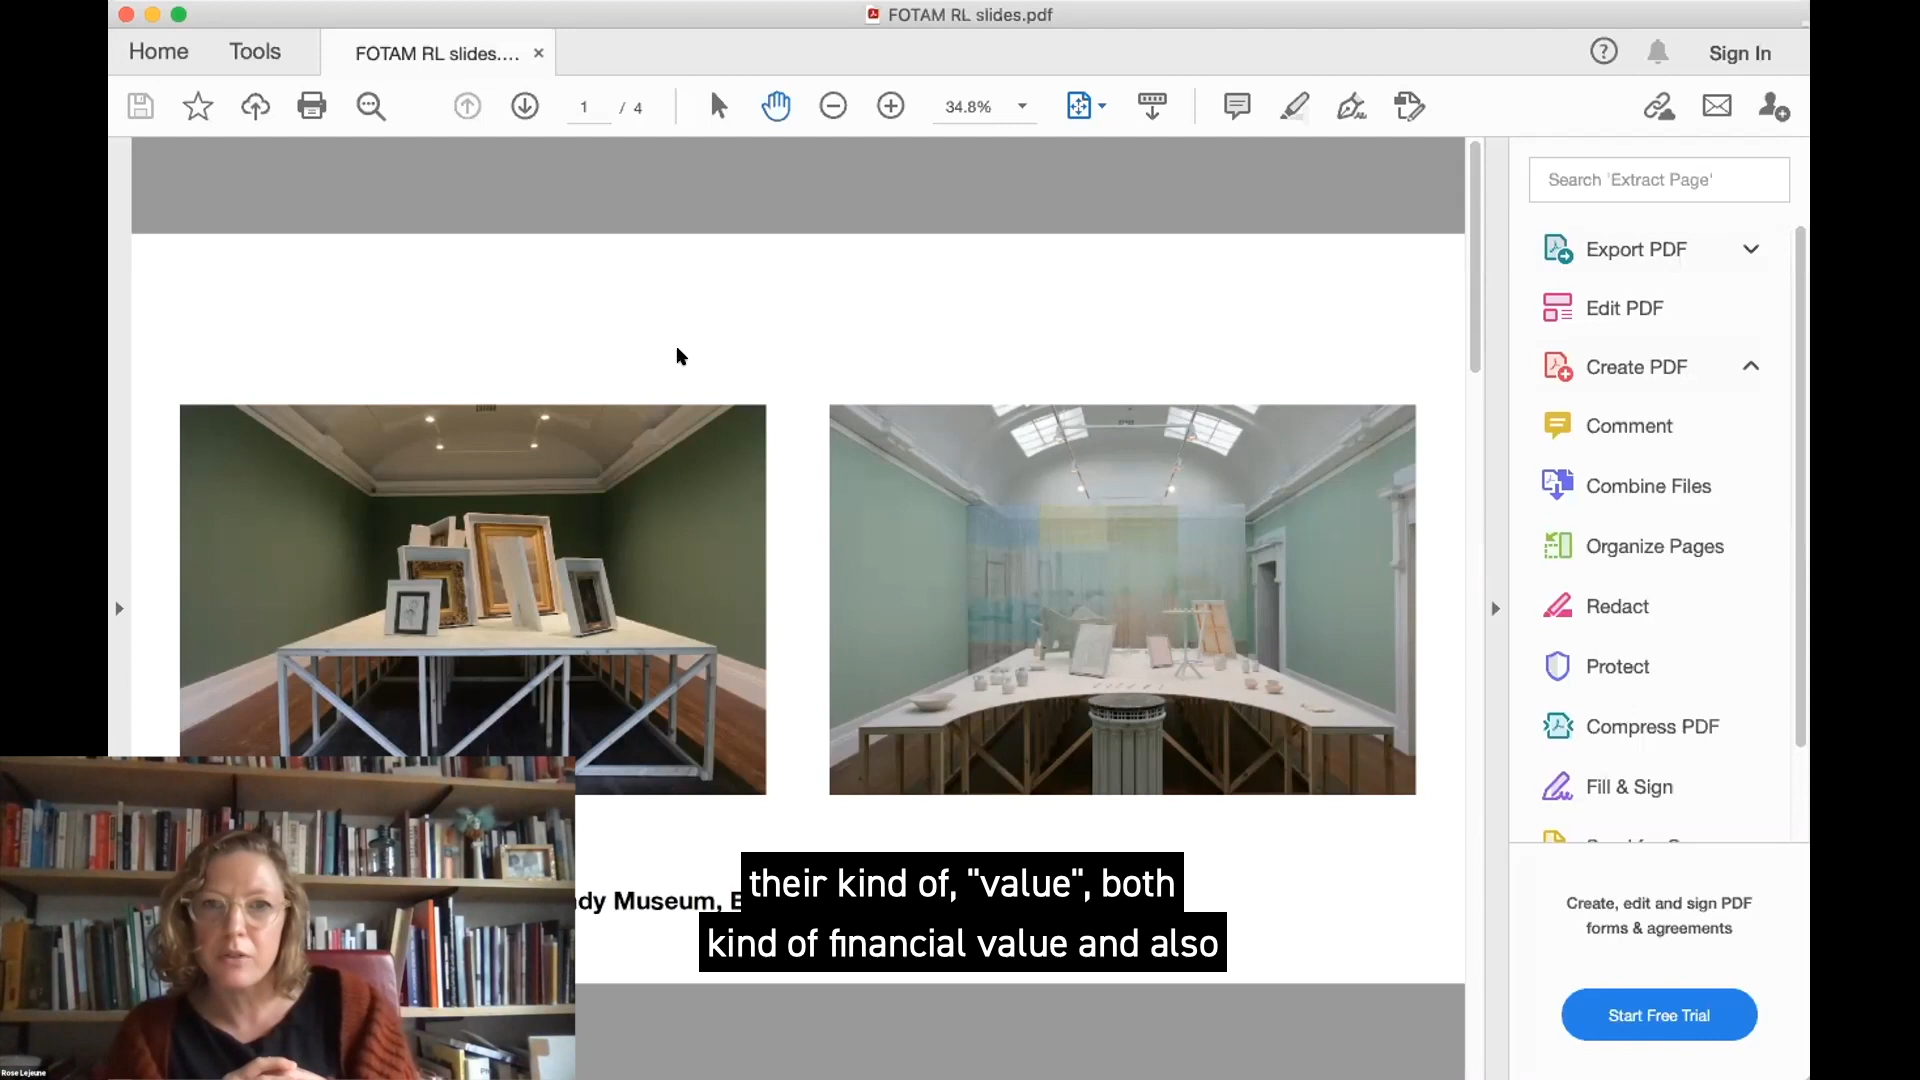 FOTAM RL slides.pdf
Home
Tools
FOTAM RL slides....
Sign In
1 / 4
34.8%
Search 'Extract Page'
Export PDF
Edit PDF
Create PDF
Comment
Combine Files
Organize Pages
Redact
Protect
Compress PDF
Fill & Sign
Create, edit and sign PDF
forms & agreements
Start Free Trial
dy Museum, E
their kind of, "value", both
kind of financial value and also
Rose Lejeune